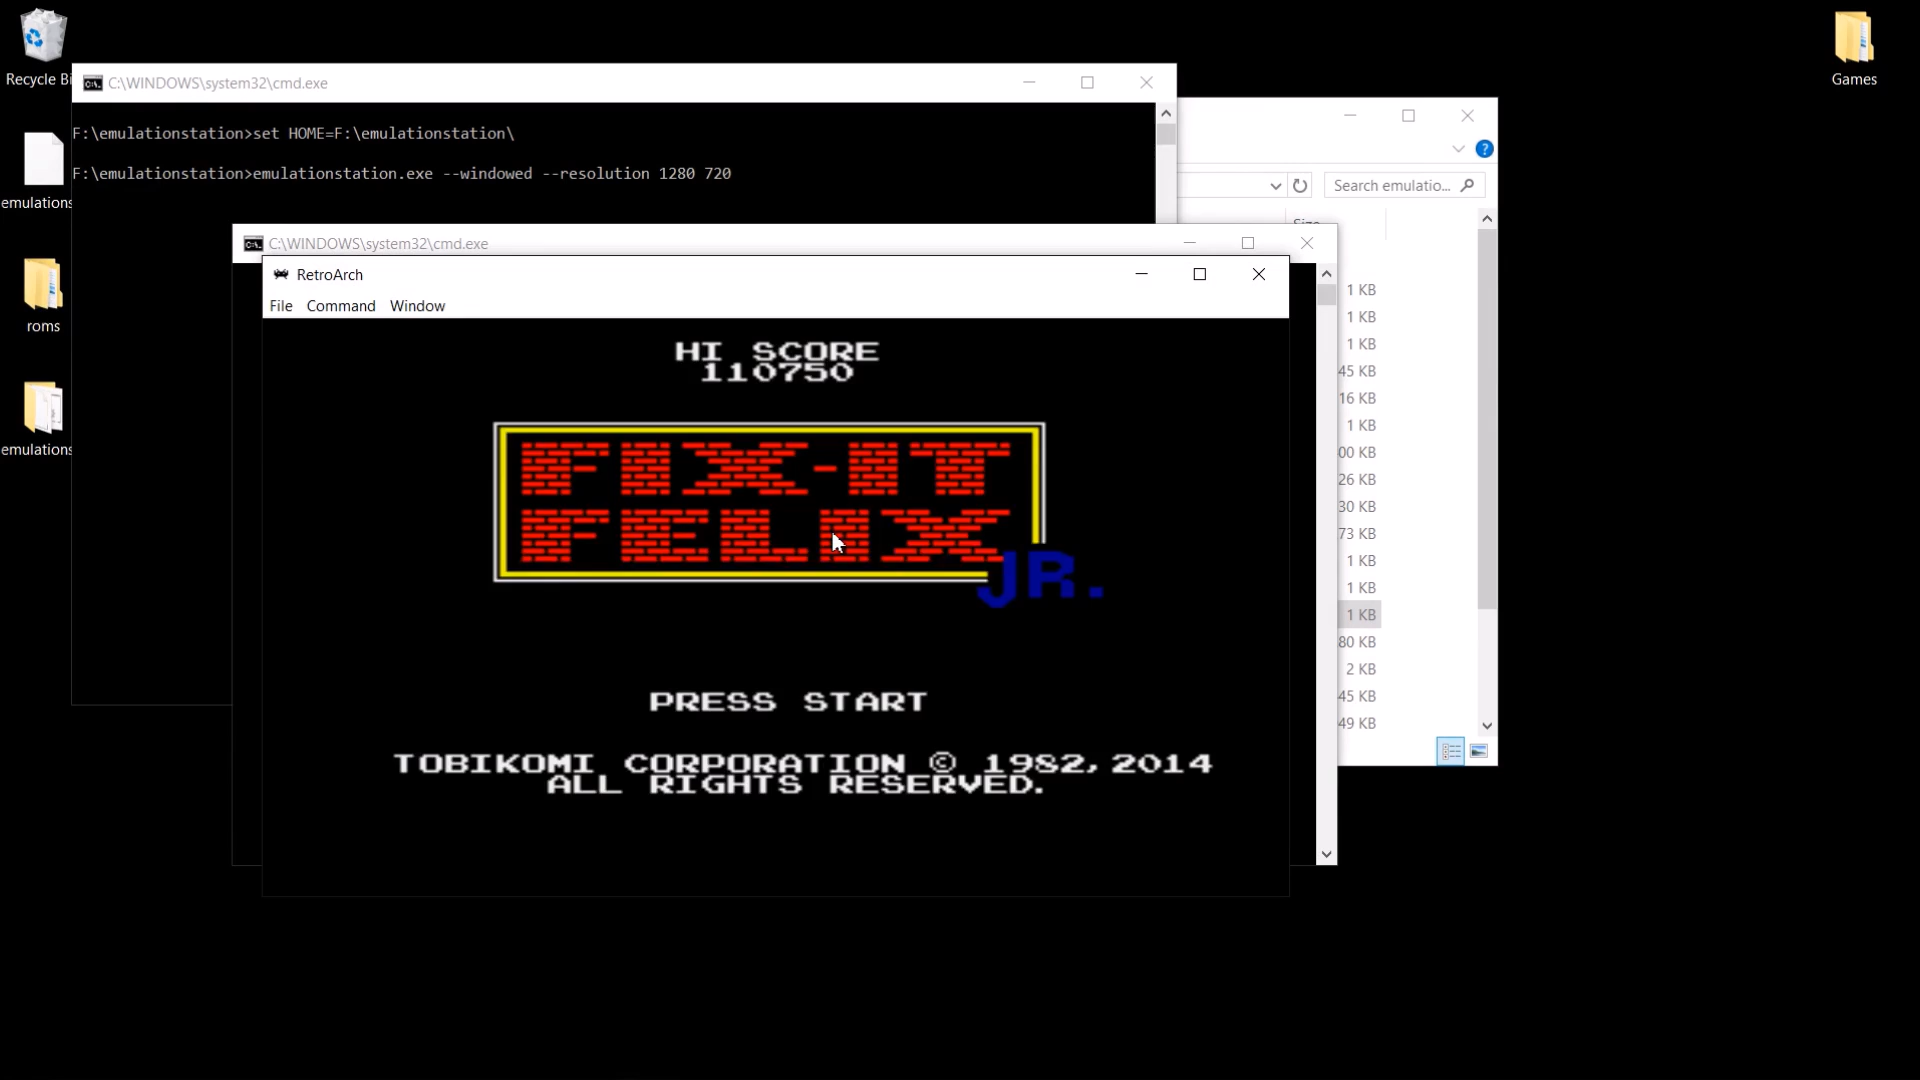 Recycle Bi
Games
C:\WINDOWS\system32\cmd.exe
F:\emulationstation>set HOME=F:\emulationstation\
F:\emulationstation>emulationstation.exe --windowed --resolution 1280 720
emulations
roms
emulations
Search emulatio...
C:\WINDOWS\system32\cmd.exe
RetroArch
File Command Window
HI SCORE
110750
FIX-IT
FELIX
JR.
PRESS START
TOBIKOMI CORPORATION © 1982,2014
ALL RIGHTS RESERVED.
1 KB
1 KB
1 KB
45 KB
16 KB
1 KB
00 KB
26 KB
30 KB
73 KB
1 KB
1 KB
1 KB
80 KB
2 KB
45 KB
49 KB